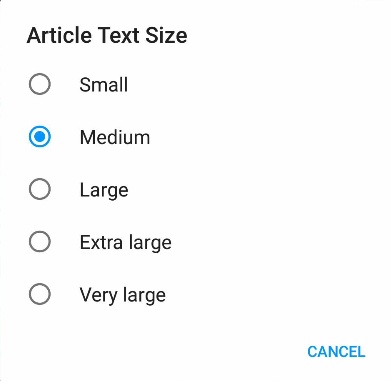 Article Text Size
Small
Medium
Large
Extra large
Very large
CANCEL